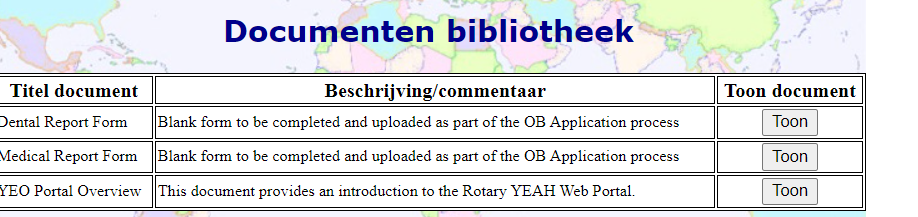 Documenten bibliotheek
Titel document Beschrijving/commentaar Toon document
Dental Report Form Blank form to be completed and uploaded as part of the OB Application process Toon
Medical Report Form Blank form to be completed and uploaded as part of the OB Application process Toon
YEO Portal Overview This document provides an introduction to the Rotary YEAH Web Portal. Toon